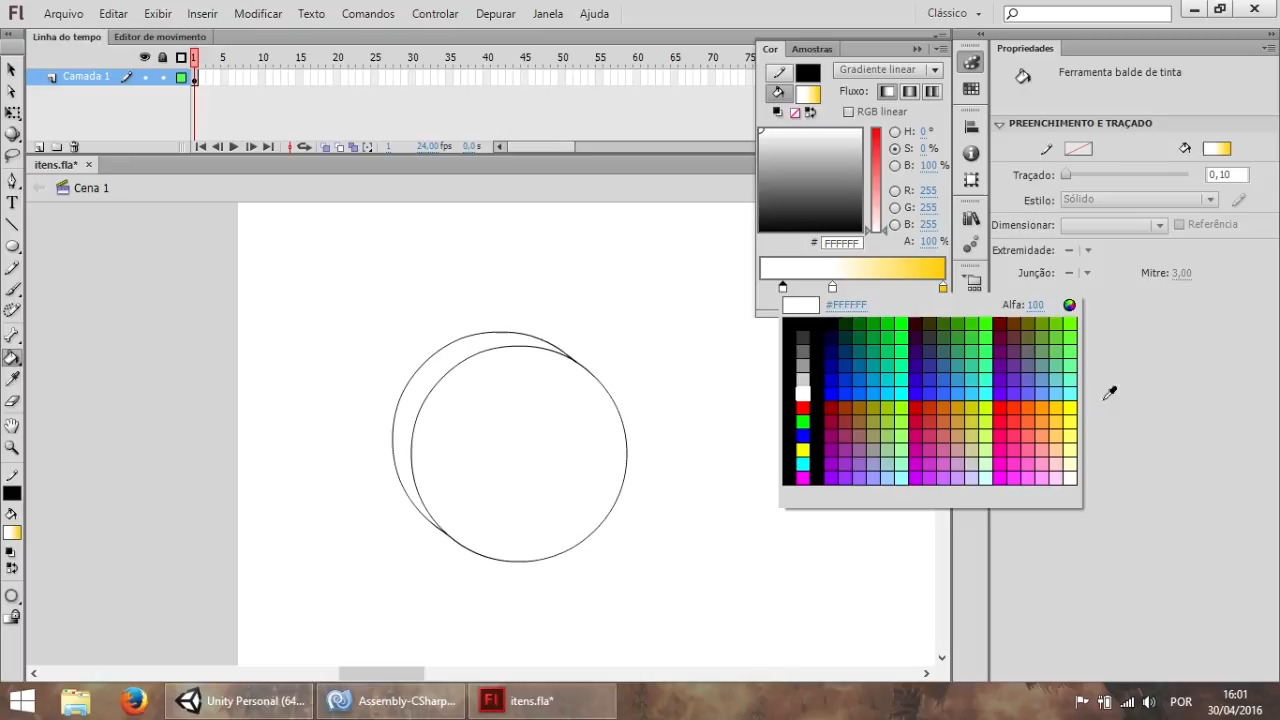 Fl Arquivo Editar Exibir Inserir Modificar Texto Comandos Controlar Depurar Janela Ajuda Clássico
Linha do tempo Editor de movimento
1 5 10 15 20 25 30 35 40 45 50 55 60 65 70 75
Camada 1
1 24,00 fps 0,0 s
itens.fla*
Cena 1
Cor Amostras
Gradiente linear
Fluxo:
RGB linear
H: 0 °
S: 0 %
B: 100 %
R: 255
G: 255
B: 255
# FFFFFF A: 100 %
#FFFFFF Alfa: 100
Propriedades
Ferramenta balde de tinta
PREENCHIMENTO E TRAÇADO
Traçado: 0,10
Estilo: Sólido
Dimensionar: Referência
Extremidade:
Junção: Mitre: 3,00
Unity Personal (64... Assembly-CSharp... Fl itens.fla* POR 16:01
30/04/2016